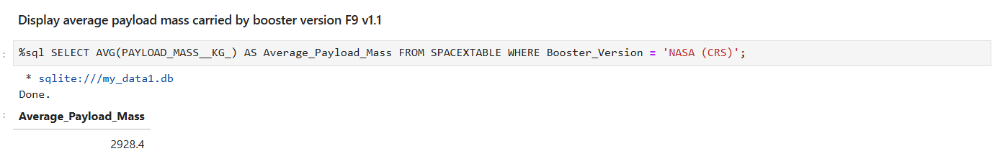 Display average payload mass carried by booster version F9 v1.1
: %sql SELECT AVG(PAYLOAD_MASS__KG_) AS Average_Payload_Mass FROM SPACEXTABLE WHERE Booster_Version = 'NASA (CRS)';
* sqlite:///my_data1.db
Done.
: Average_Payload_Mass
2928.4